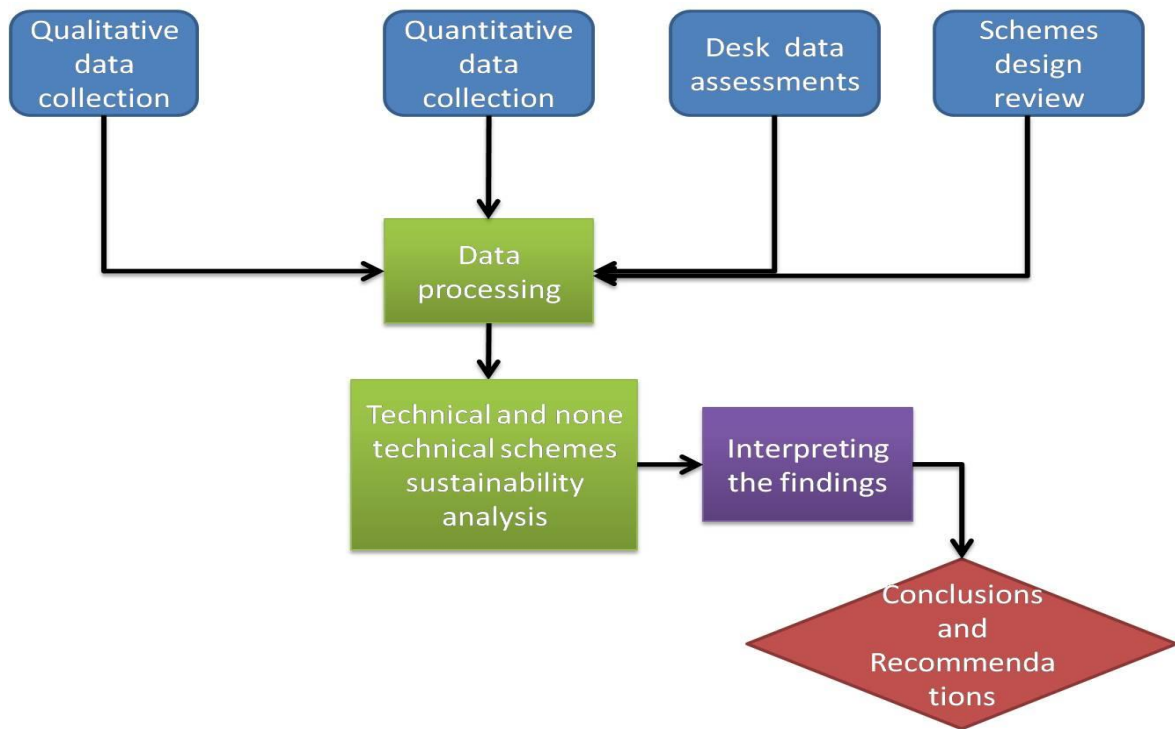 Qualitative
data
collection
Quantitative
data
collection
Desk data
assessments
Schemes
design
review
Data
processing
Technical and none
technical schemes
sustainability
analysis
Interpreting
the findings
Conclusions
and
Recommenda
tions